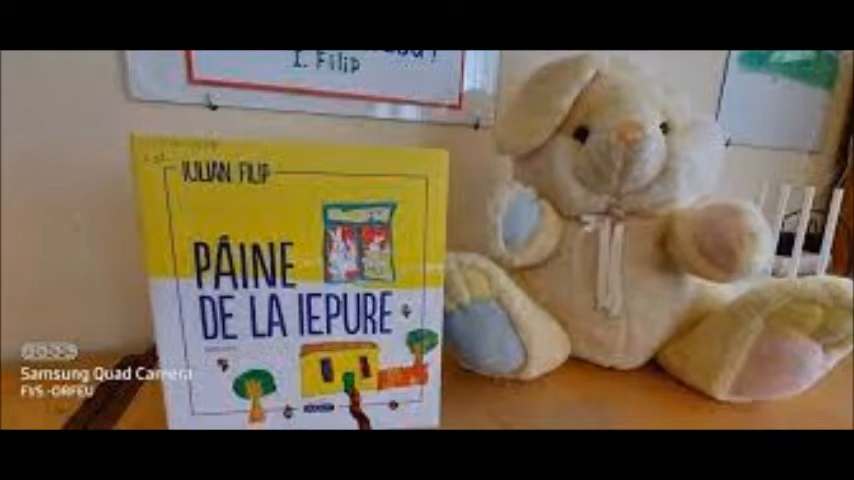 I. Filip
IULIAN FILIP
PÂINE
DE LA IEPURE
Samsung Quad Camera
FVS.-ORFEU